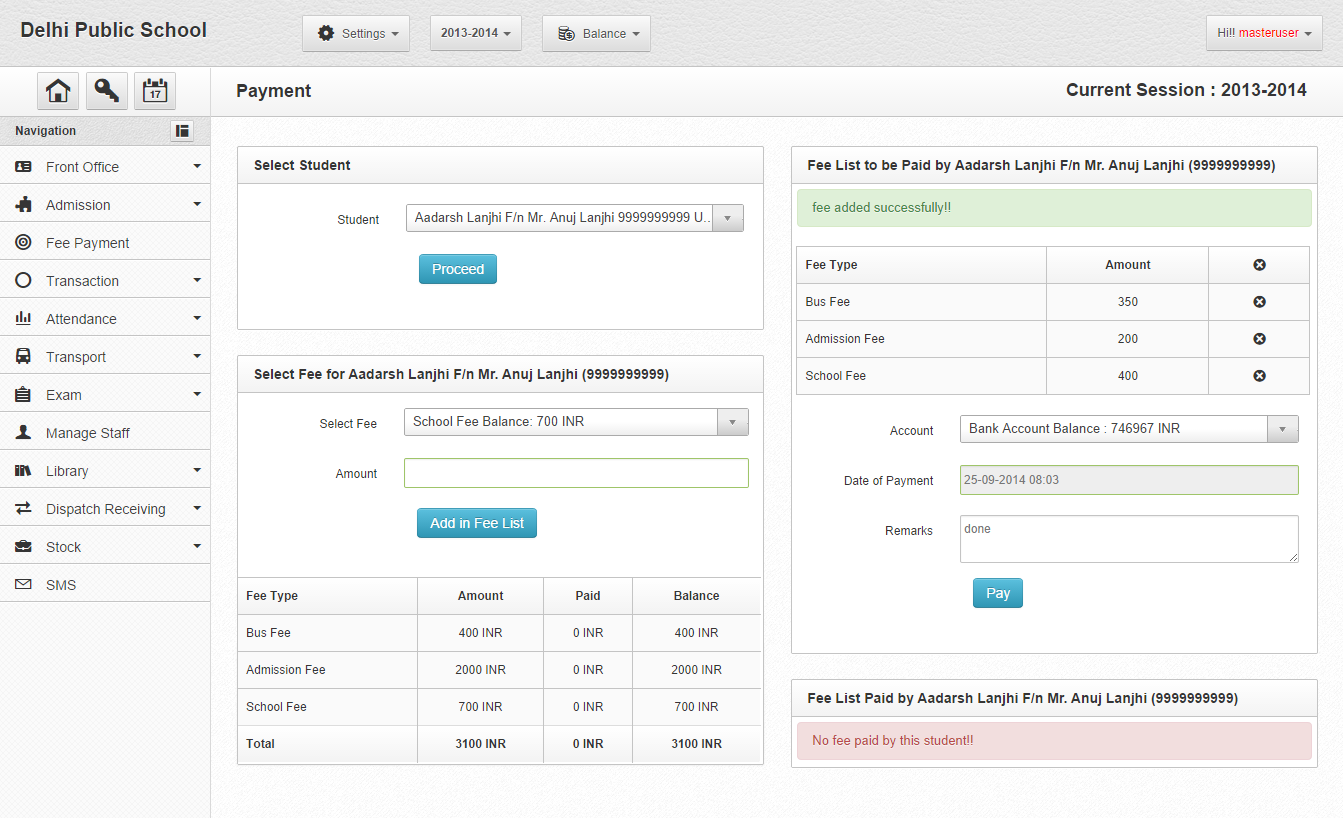 Delhi Public School
Settings
2013-2014
Balance
Hi!! masteruser
17
Payment
Current Session : 2013-2014
Navigation
Front Office
Admission
Fee Payment
Transaction
Attendance
Transport
Exam
Manage Staff
Library
Dispatch Receiving
Stock
SMS
Select Student
Student
Aadarsh Lanjhi F/n Mr. Anuj Lanjhi 9999999999 U...
Proceed
Select Fee for Aadarsh Lanjhi F/n Mr. Anuj Lanjhi (9999999999)
Select Fee
School Fee Balance: 700 INR
Amount
Add in Fee List
Fee Type Amount Paid Balance
Bus Fee 400 INR 0 INR 400 INR
Admission Fee 2000 INR 0 INR 2000 INR
School Fee 700 INR 0 INR 700 INR
Total 3100 INR 0 INR 3100 INR
Fee List to be Paid by Aadarsh Lanjhi F/n Mr. Anuj Lanjhi (9999999999)
fee added successfully!!
Fee Type Amount
Bus Fee 350
Admission Fee 200
School Fee 400
Account
Bank Account Balance : 746967 INR
Date of Payment
25-09-2014 08:03
Remarks
done
Pay
Fee List Paid by Aadarsh Lanjhi F/n Mr. Anuj Lanjhi (9999999999)
No fee paid by this student!!